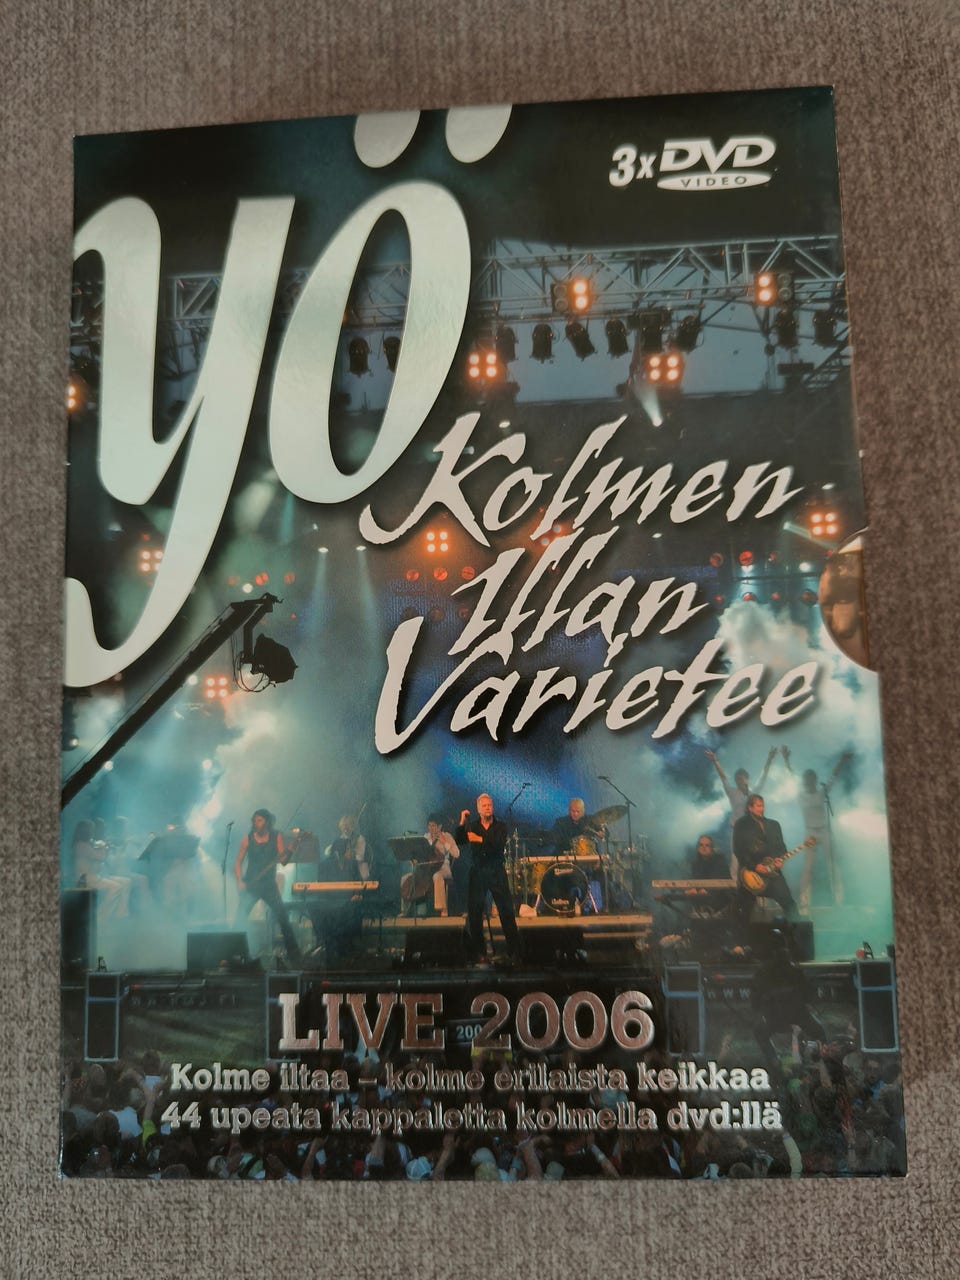 yö
3x DVD
VIDEO
Kolmen
Illan
Varietee
LIVE 2006
Kolme iltaa – kolme erilaista keikkaa
44 upeata kappaletta kolmella dvd:llä